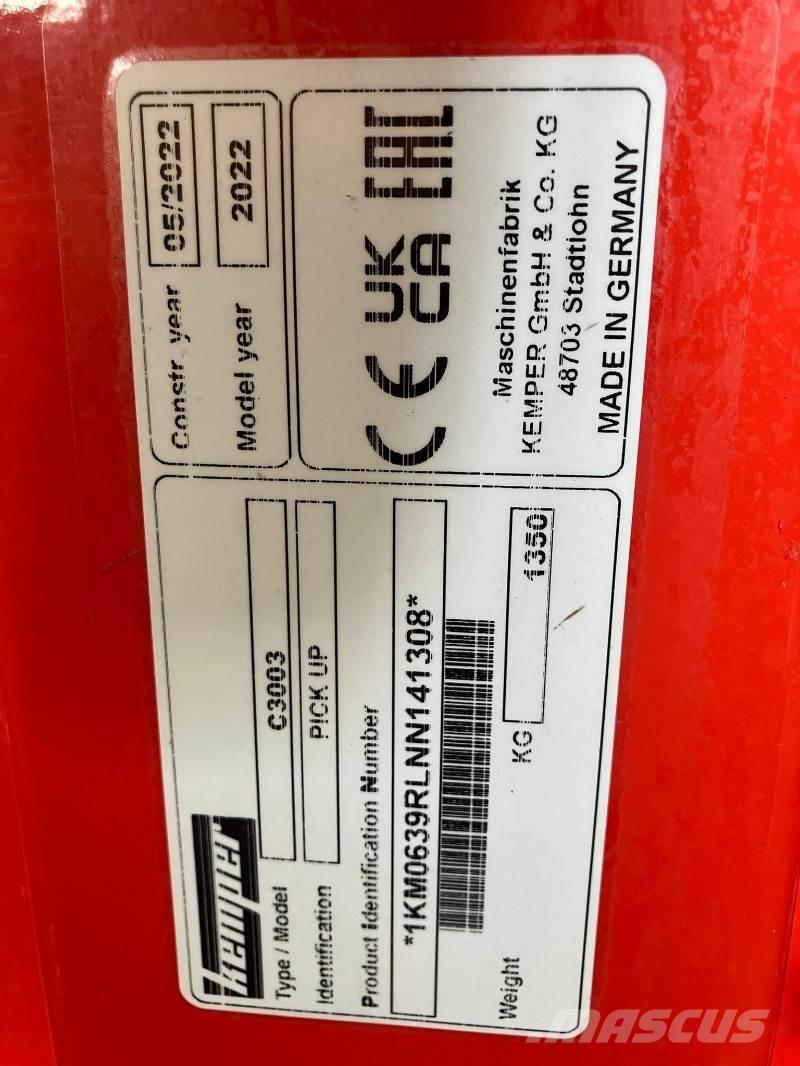 kemper
Type / Model C3003
Identification PICK UP
Product Identification Number
*1KM0639RLNN141308*
Weight KG 1350
Constr. year 05/2022
Model year 2022
CE UK CA EAC
Maschinenfabrik
KEMPER GmbH & Co. KG
48703 Stadtlohn
MADE IN GERMANY
MASCUS